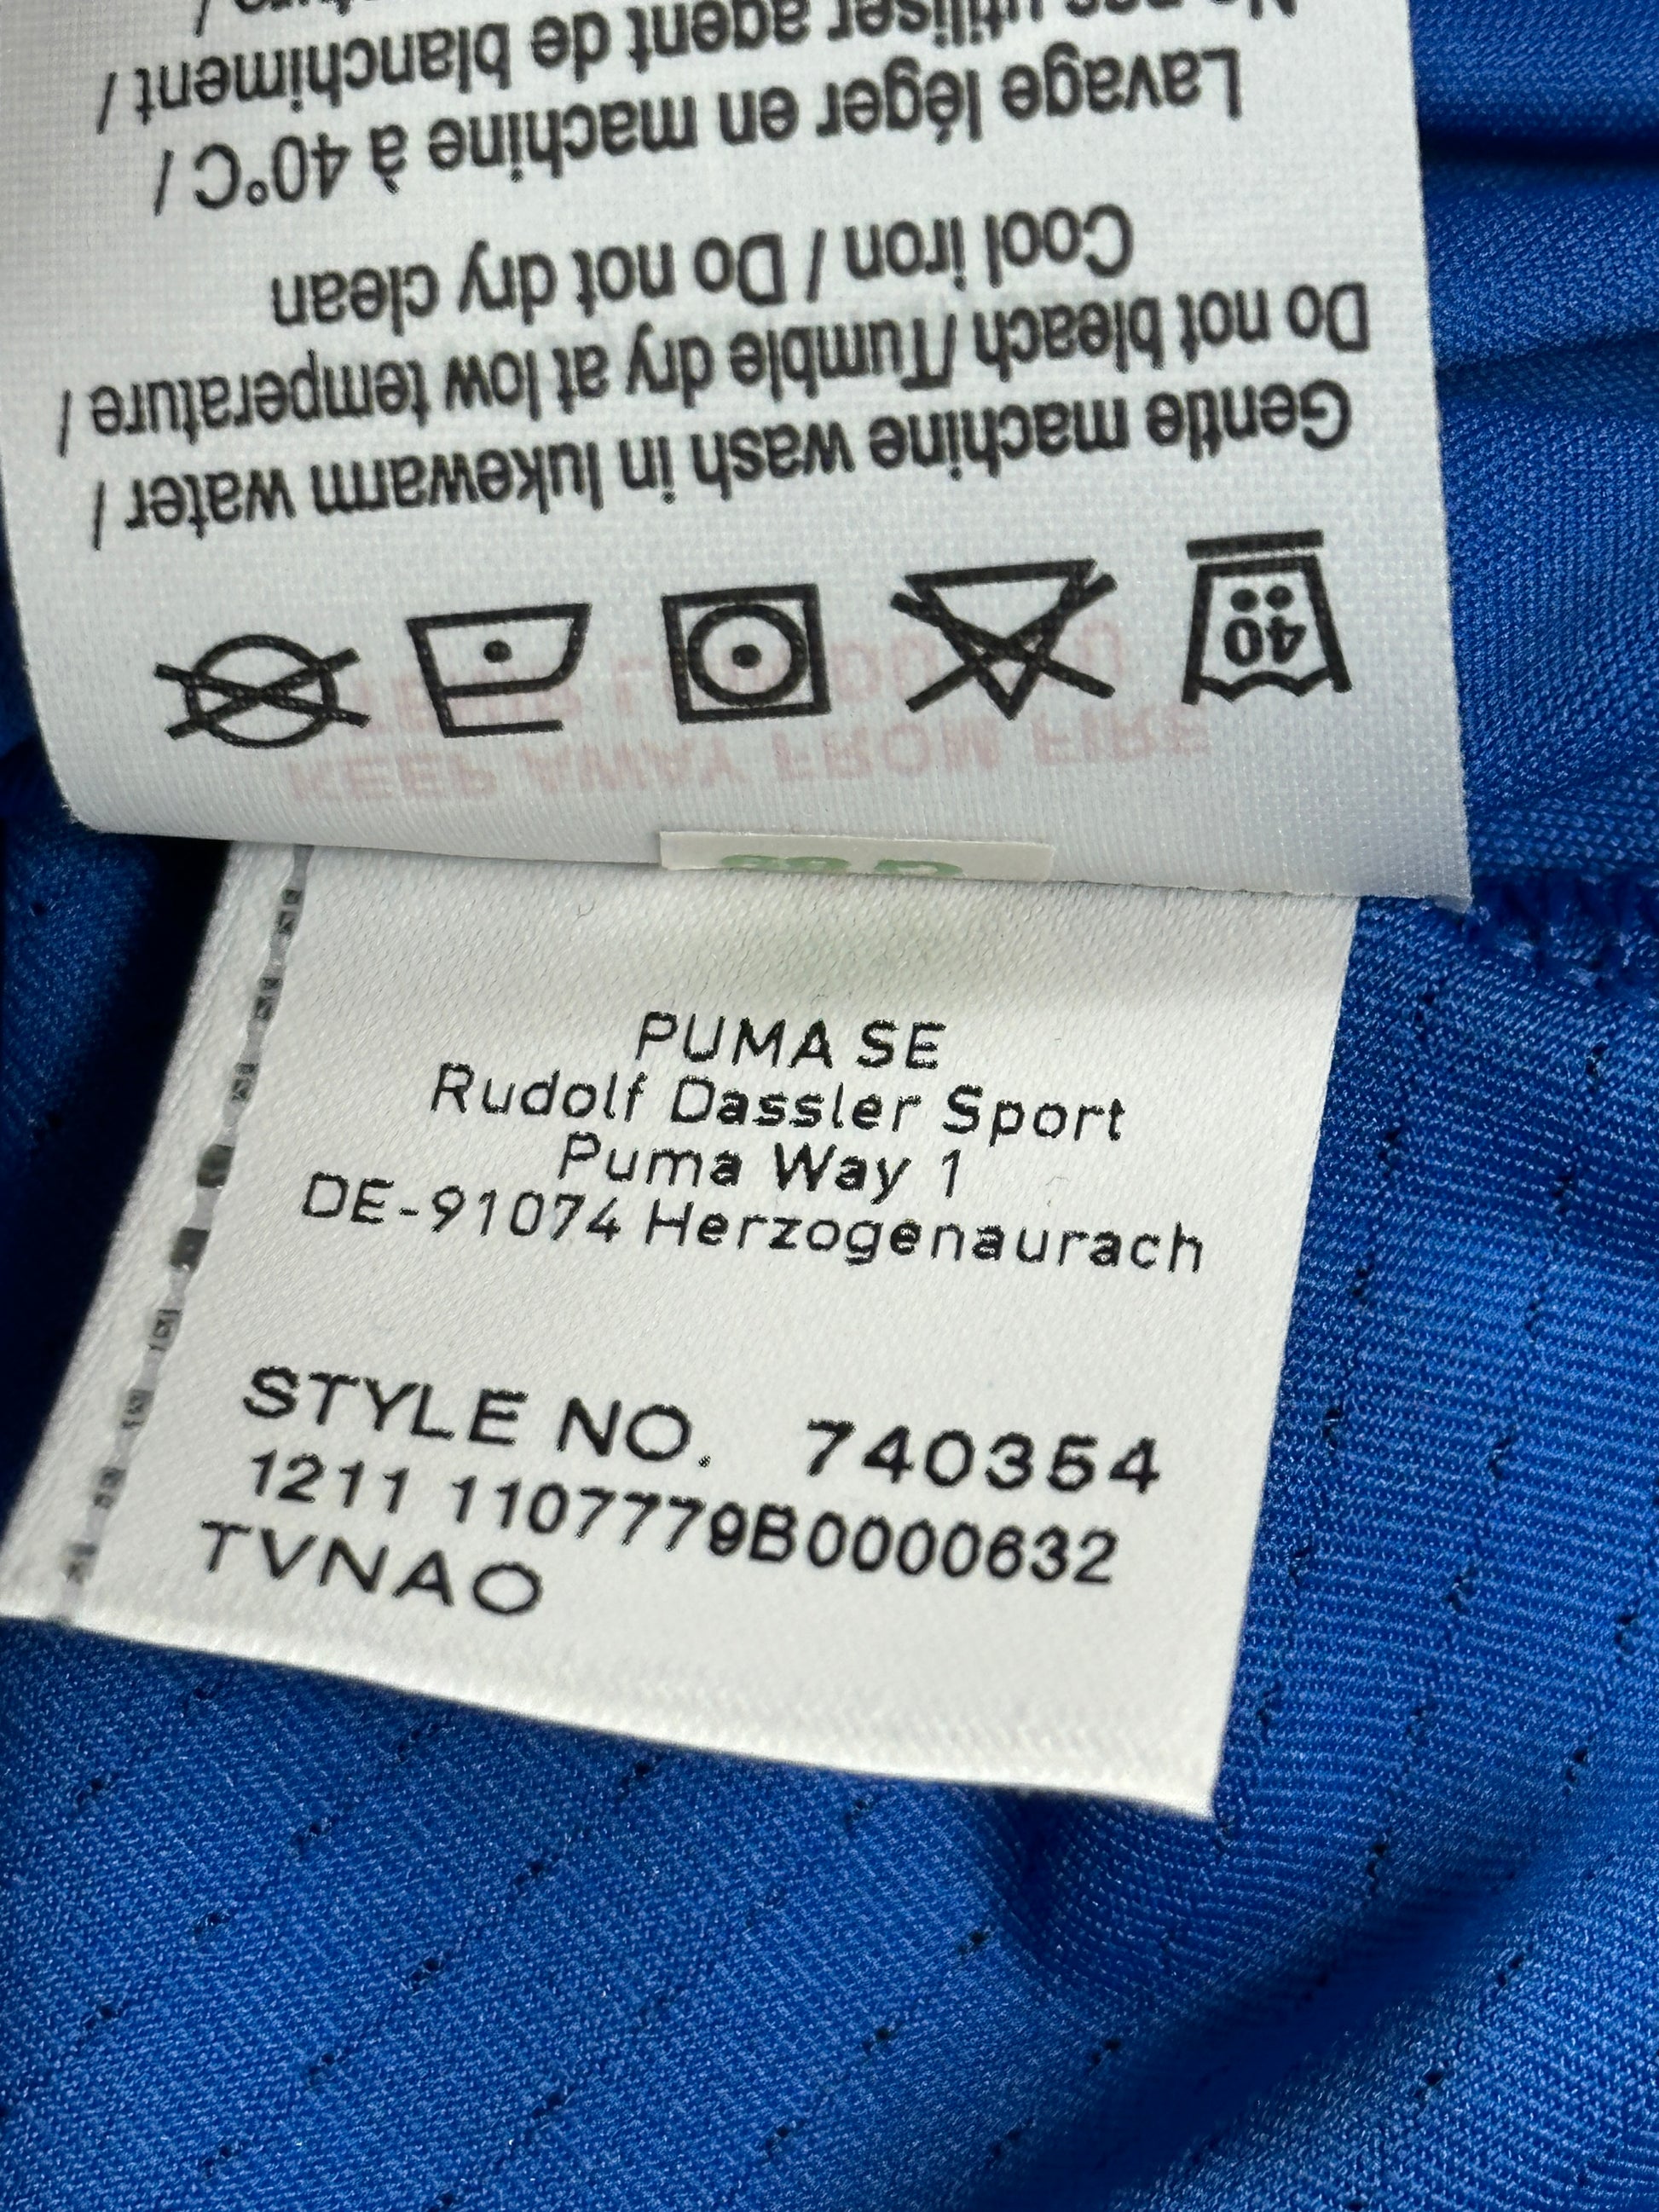 PUMA SE
Rudolf Dassler Sport
Puma Way 1
DE-91074 Herzogenaurach
STYLE NO. 740354
1211 1107779B0000632
TVNAO
40
Gentle machine wash in lukewarm water /
Do not bleach /Tumble dry at low temperature /
Cool iron / Do not dry clean
Lavage léger en machine à 40°C /
Ne pas utiliser agent de blanchiment /
KEEP AWAY FROM FIRE